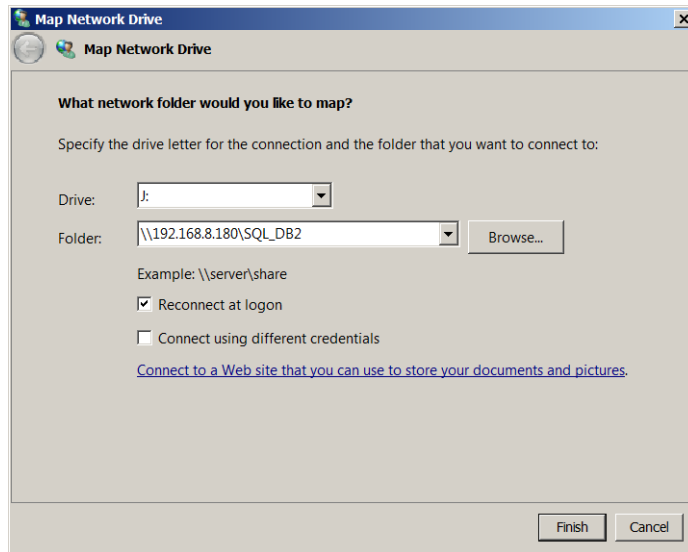 Map Network Drive
Map Network Drive
What network folder would you like to map?
Specify the drive letter for the connection and the folder that you want to connect to:
Drive: J:
Folder: \\192.168.8.180\SQL_DB2 Browse...
Example: \\server\share
Reconnect at logon
Connect using different credentials
Connect to a Web site that you can use to store your documents and pictures.
Finish Cancel